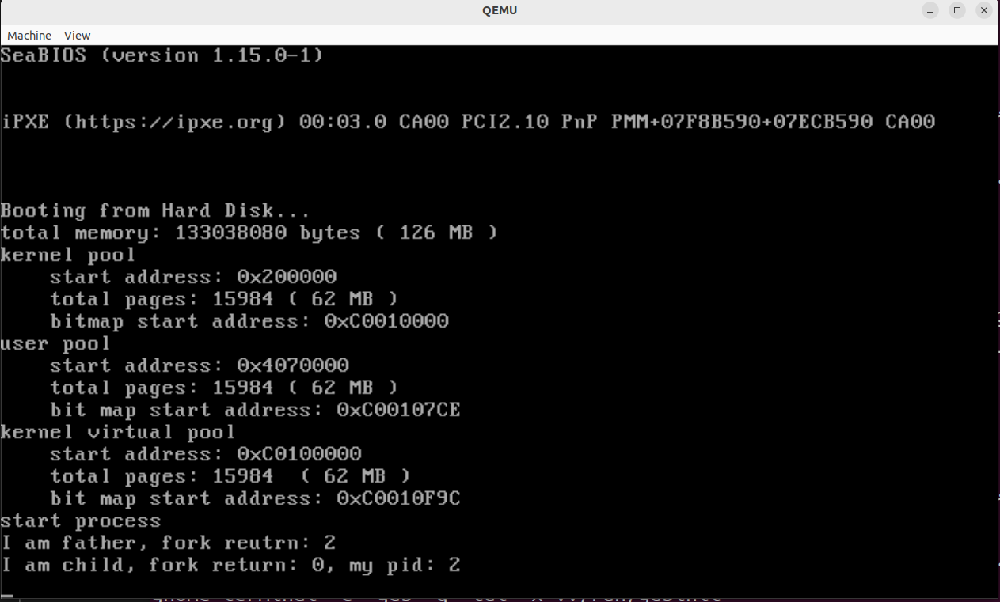 QEMU
Machine View
SeaBIOS (version 1.15.0-1)
iPXE (https://ipxe.org) 00:03.0 CA00 PCI2.10 PnP PMM+07F8B590+07ECB590 CA00
Booting from Hard Disk...
total memory: 133038080 bytes ( 126 MB )
kernel pool
    start address: 0x200000
    total pages: 15984 ( 62 MB )
    bitmap start address: 0xC0010000
user pool
    start address: 0x4070000
    total pages: 15984 ( 62 MB )
    bit map start address: 0xC00107CE
kernel virtual pool
    start address: 0xC0100000
    total pages: 15984  ( 62 MB )
    bit map start address: 0xC0010F9C
start process
I am father, fork reutrn: 2
I am child, fork return: 0, my pid: 2